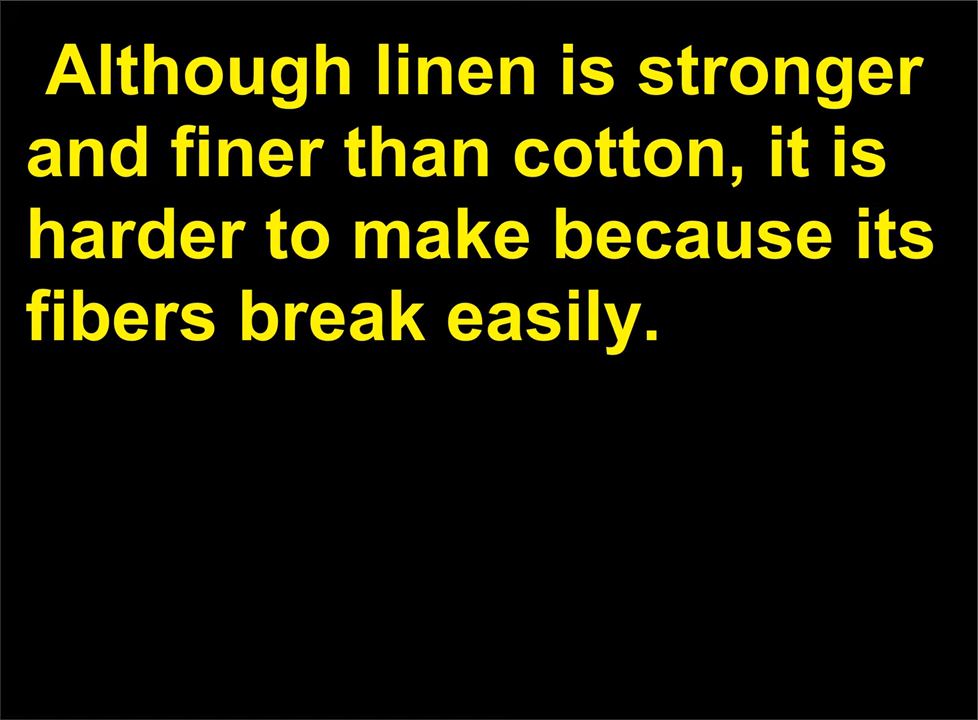 Although linen is stronger
and finer than cotton, it is
harder to make because its
fibers break easily.